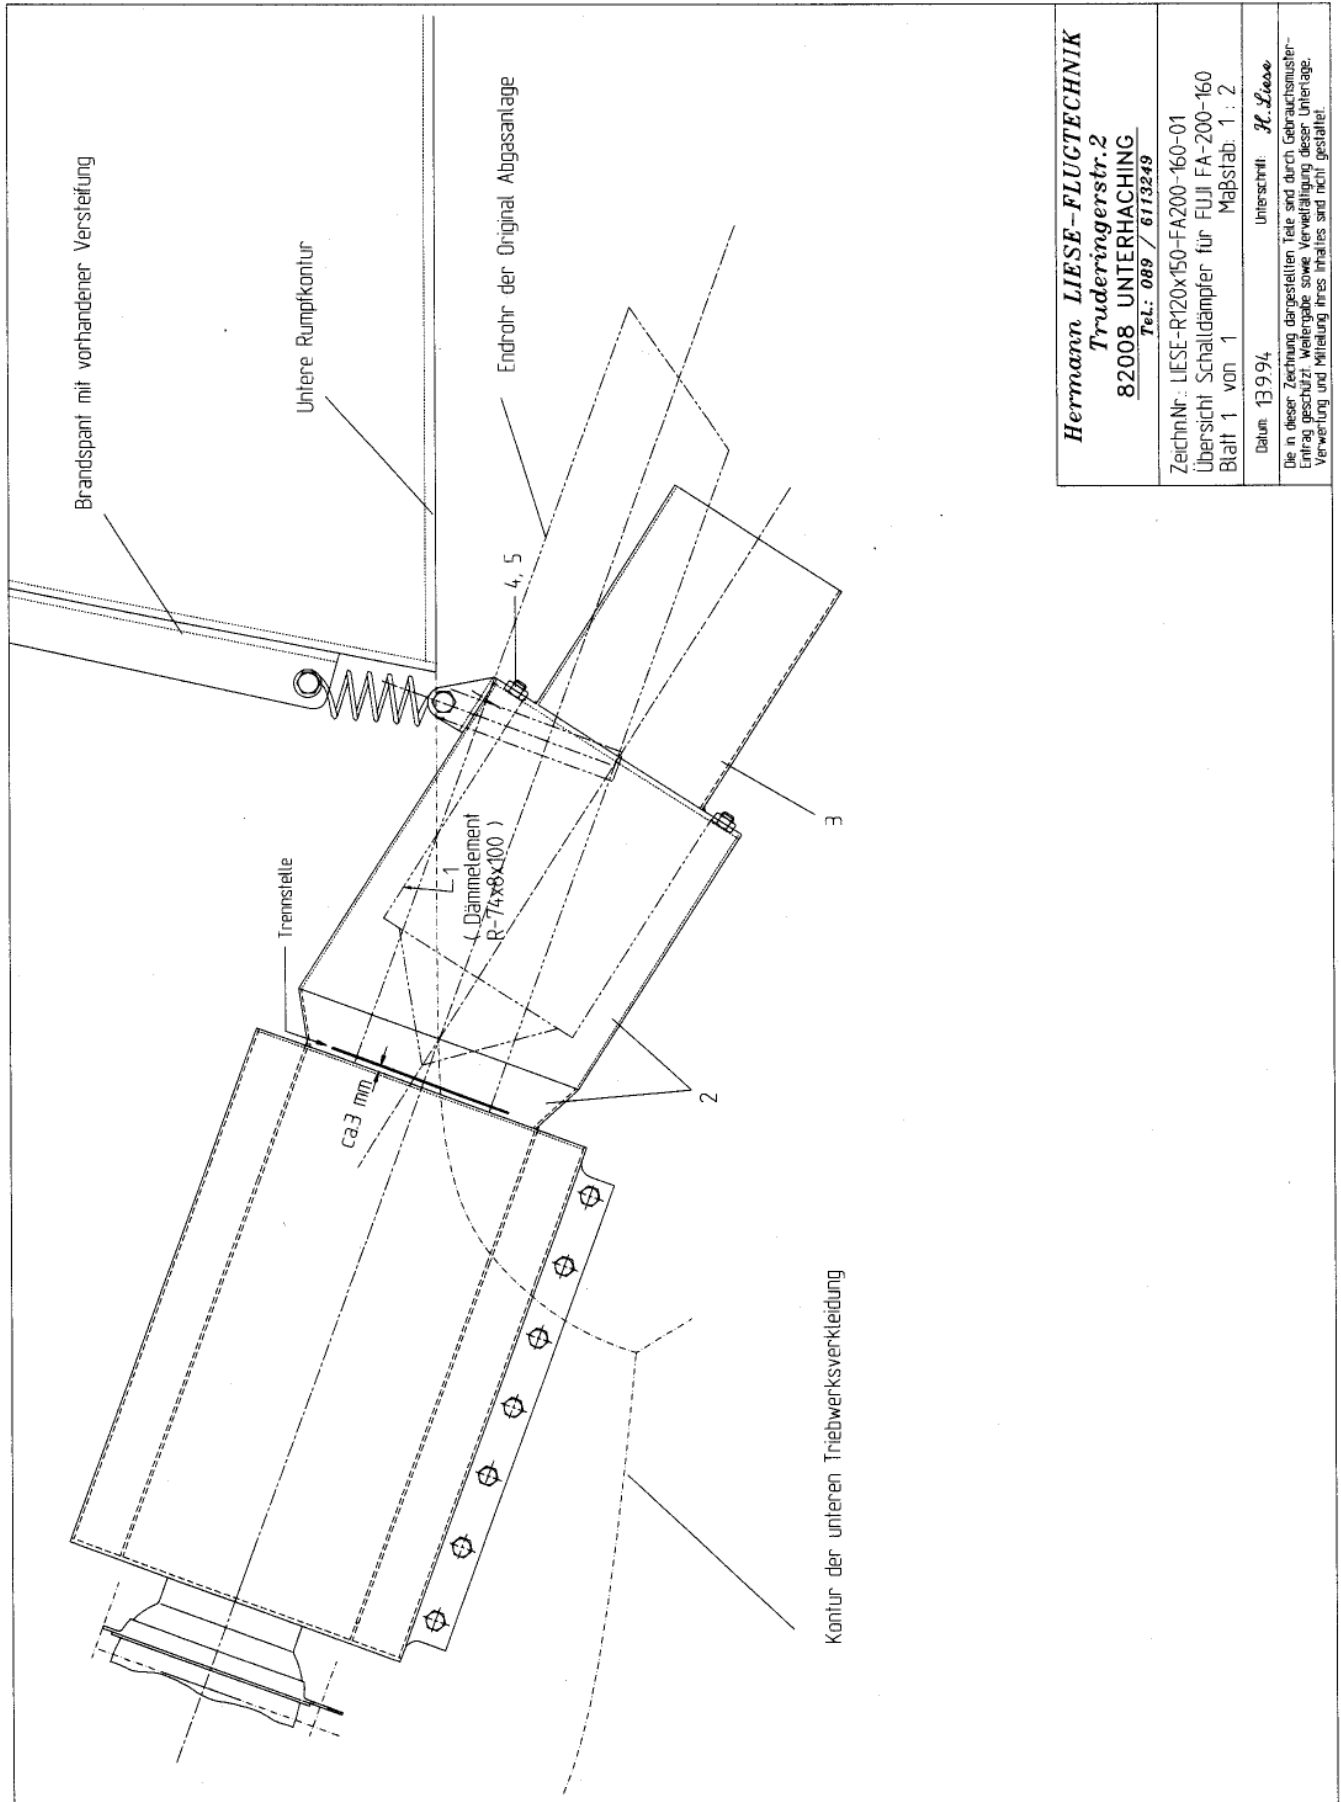 Brandspant mit vorhandener Versteifung
Untere Rumpfkontur
Endrohr der Original Abgasanlage
4, 5
Trennstelle
1
( Dämmelement
R-74x8x100 )
ca.3 mm
3
2
Kontur der unteren Triebwerksverkleidung
Hermann LIESE-FLUGTECHNIK
Truderingerstr.2
82008 UNTERHACHING
Tel.: 089 / 6113249
Zeichn.Nr.: LIESE-R120x150-FA200-160-01
Übersicht Schalldämpfer für FUJI FA-200-160
Blatt 1 von 1 Maßstab: 1 : 2
Datum: 13.9.94 Unterschrift: H. Liese
Die in dieser Zeichnung dargestellten Teile sind durch Gebrauchsmuster-
Eintrag geschützt. Weitergabe sowie Vervielfältigung dieser Unterlage,
Verwertung und Mitteilung ihres Inhaltes sind nicht gestattet.